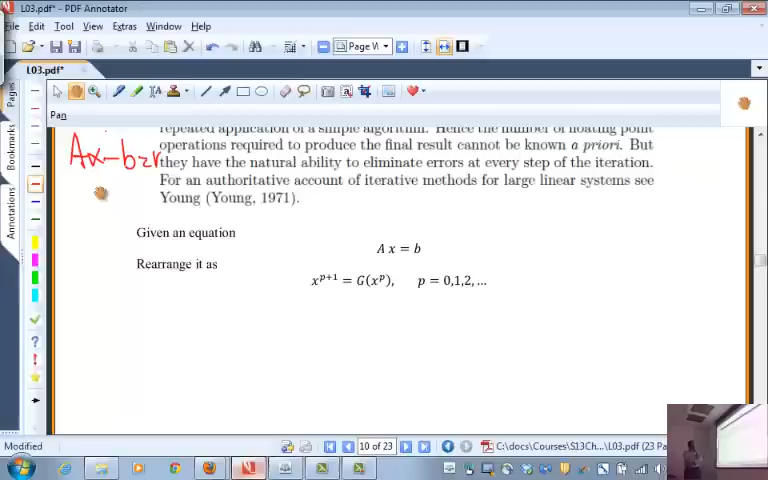 L03.pdf* - PDF Annotator
File Edit Tool View Extras Window Help
Page W
L03.pdf*
Pan
Pages
Bookmarks
Annotations
repeated application of a simple algorithm. Hence the number of floating point
operations required to produce the final result cannot be known a priori. But
they have the natural ability to eliminate errors at every step of the iteration.
For an authoritative account of iterative methods for large linear systems see
Young (Young, 1971).
Ax-b=r
Given an equation
A x = b
Rearrange it as
x^{p+1} = G(x^p), p = 0,1,2, ...
Modified
10 of 23
C:\docs\Courses\S13Ch...\L03.pdf (23 Pa